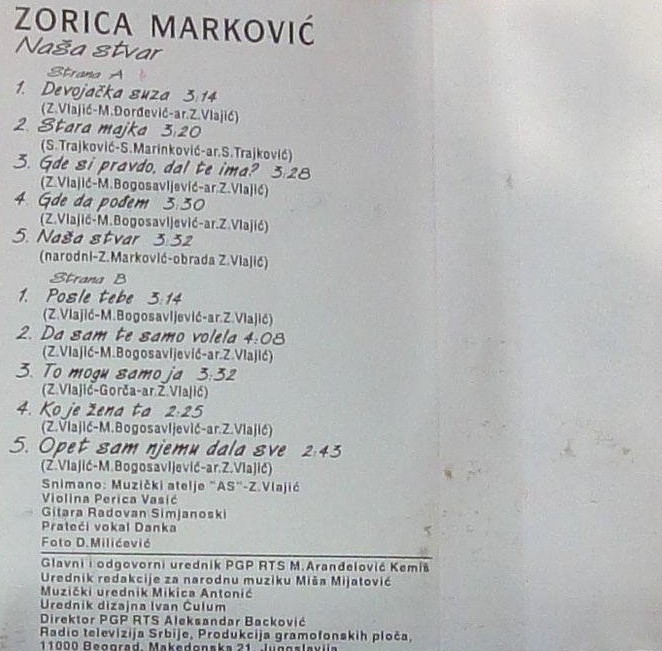 ZORICA MARKOVIĆ
Naša stvar
Strana A
1. Devojačka suza 3:14
(Z.Vlajić-M.Đorđević-ar.Z.Vlajić)
2. Stara majka 3:20
(S.Trajković-S.Marinković-ar.S.Trajković)
3. Gde si pravdo, dal te ima? 3:28
(Z.Vlajić-M.Bogosavljević-ar.Z.Vlajić)
4. Gde da pođem 3:30
(Z.Vlajić-M.Bogosavljević-ar.Z.Vlajić)
5. Naša stvar 3:32
(narodni-Z.Marković-obrada Z.Vlajić)
Strana B
1. Posle tebe 3:14
(Z.Vlajić-M.Bogosavljević-ar.Z.Vlajić)
2. Da sam te samo volela 4:08
(Z.Vlajić-M.Bogosavljević-ar.Z.Vlajić)
3. To mogu samo ja 3:32
(Z.Vlajić-Gorča-ar.Z.Vlajić)
4. Ko je žena ta 2:25
(Z.Vlajić-M.Bogosavljević-ar.Z.Vlajić)
5. Opet sam njemu dala sve 2:43
(Z.Vlajić-M.Bogosavljević-ar.Z.Vlajić)
Snimano: Muzički atelje "AS"-Z.Vlajić
Violina Perica Vasić
Gitara Radovan Simjanoski
Prateći vokal Danka
Foto D.Milićević
Glavni i odgovorni urednik PGP RTS M.Aranđelović Kemiš
Urednik redakcije za narodnu muziku Miša Mijatović
Muzički urednik Mikica Antonić
Urednik dizajna Ivan Ćulum
Direktor PGP RTS Aleksandar Backović
Radio televizija Srbije, Produkcija gramofonskih ploča,
11000 Beograd, Makedonska 21, Jugoslavija